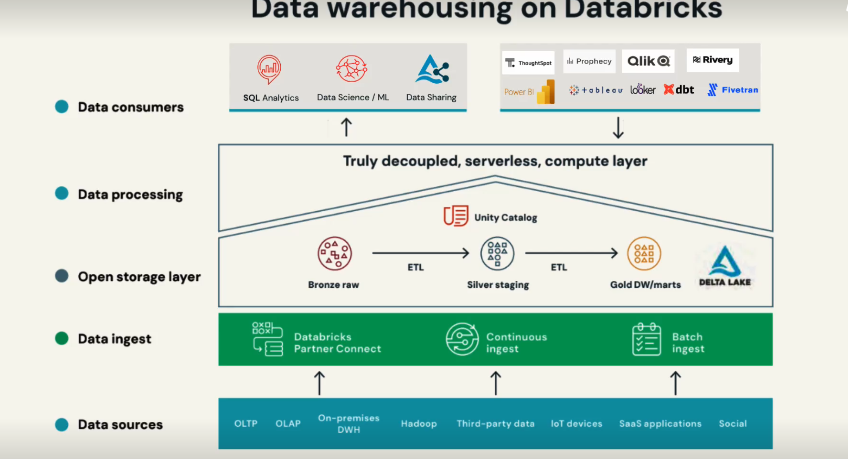 Data warehousing on Databricks
Data consumers
SQL Analytics
Data Science / ML
Data Sharing
ThoughtSpot
Prophecy
Qlik
Rivery
Power BI
tableau
looker
dbt
Fivetran
Data processing
Truly decoupled, serverless, compute layer
Unity Catalog
Open storage layer
Bronze raw
ETL
Silver staging
ETL
Gold DW/marts
DELTA LAKE
Data ingest
Databricks
Partner Connect
Continuous
ingest
Batch
ingest
Data sources
OLTP
OLAP
On-premises
DWH
Hadoop
Third-party data
IoT devices
SaaS applications
Social